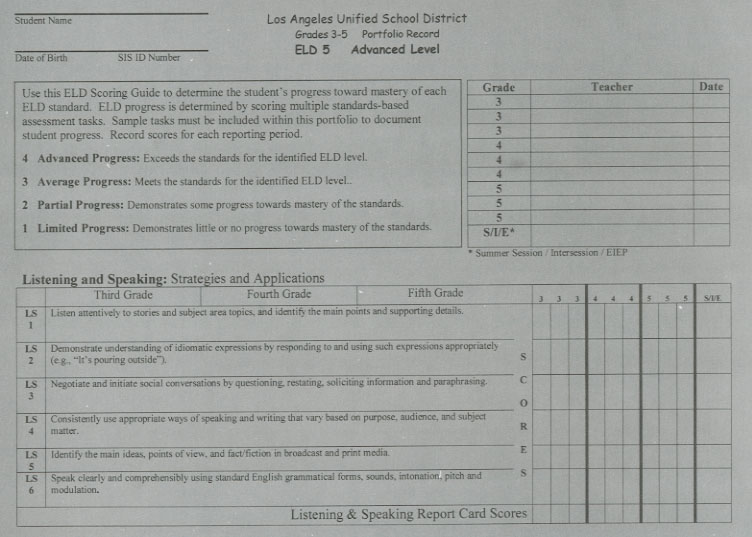 Student Name
Date of Birth
SIS ID Number
Los Angeles Unified School District
Grades 3-5 Portfolio Record
ELD 5 Advanced Level
Use this ELD Scoring Guide to determine the student's progress toward mastery of each
ELD standard. ELD progress is determined by scoring multiple standards-based
assessment tasks. Sample tasks must be included within this portfolio to document
student progress. Record scores for each reporting period.
4 Advanced Progress: Exceeds the standards for the identified ELD level.
3 Average Progress: Meets the standards for the identified ELD level..
2 Partial Progress: Demonstrates some progress towards mastery of the standards.
1 Limited Progress: Demonstrates little or no progress towards mastery of the standards.
Grade Teacher Date
3
3
3
4
4
4
5
5
5
S/I/E*
* Summer Session / Intersession / EIEP
Listening and Speaking: Strategies and Applications
Third Grade Fourth Grade Fifth Grade 3 3 3 4 4 4 5 5 5 S/I/E
LS 1 Listen attentively to stories and subject area topics, and identify the main points and supporting details.
LS 2 Demonstrate understanding of idiomatic expressions by responding to and using such expressions appropriately
(e.g., "It's pouring outside").
LS 3 Negotiate and initiate social conversations by questioning, restating, soliciting information and paraphrasing.
LS 4 Consistently use appropriate ways of speaking and writing that vary based on purpose, audience, and subject
matter.
LS 5 Identify the main ideas, points of view, and fact/fiction in broadcast and print media.
LS 6 Speak clearly and comprehensibly using standard English grammatical forms, sounds, intonation, pitch and
modulation.
S
C
O
R
E
S
Listening & Speaking Report Card Scores